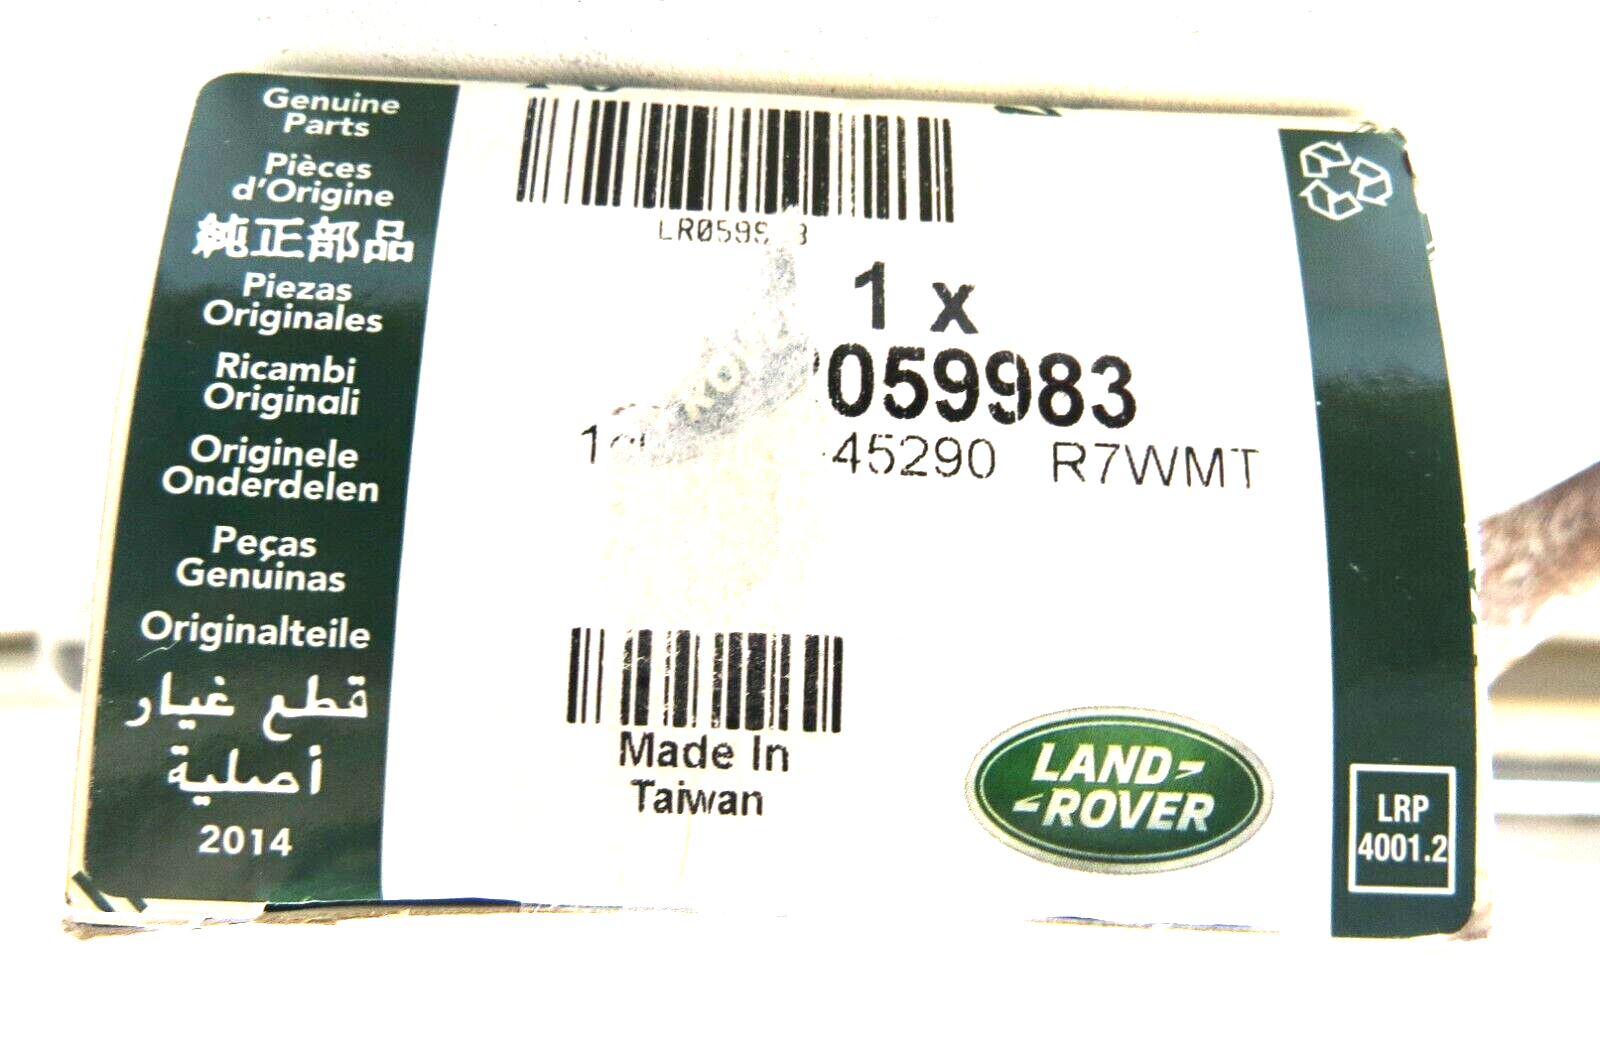 Genuine
Parts
Pièces
d'Origine
純正部品
Piezas
Originales
Ricambi
Originali
Originele
Onderdelen
Peças
Genuinas
Originalteile
قطع غيار
أصلية
2014
1 x
059983
45290 R7WMT
Made In
Taiwan
LAND
ROVER
LRP
4001.2